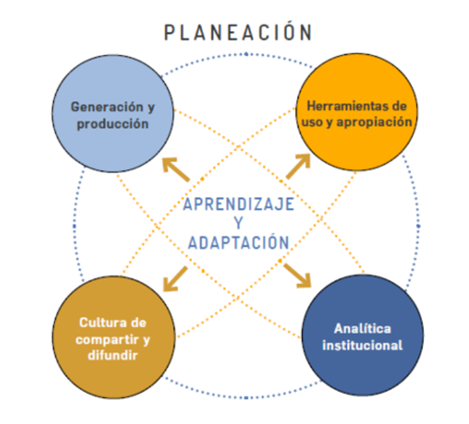 PLANEACIÓN
Generación y
producción
Herramientas de
uso y apropiación
APRENDIZAJE
Y
ADAPTACIÓN
Cultura de
compartir y
difundir
Analítica
institucional